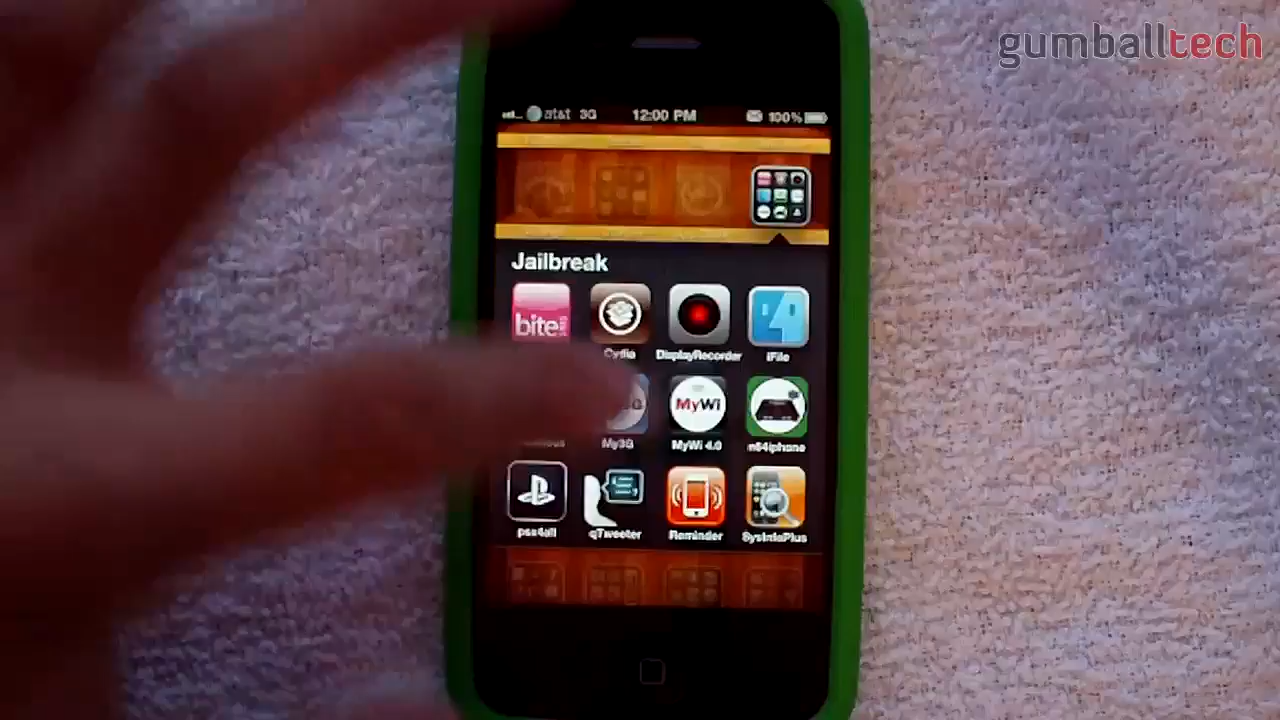 gumballtech
at&t 3G 12:00 PM 100%
Jailbreak
bite
Cydia DisplayRecorder iFile
MyWi
My3G MyWi 4.0 n64iphone
psx4all qTweeter Reminder SysInfoPlus